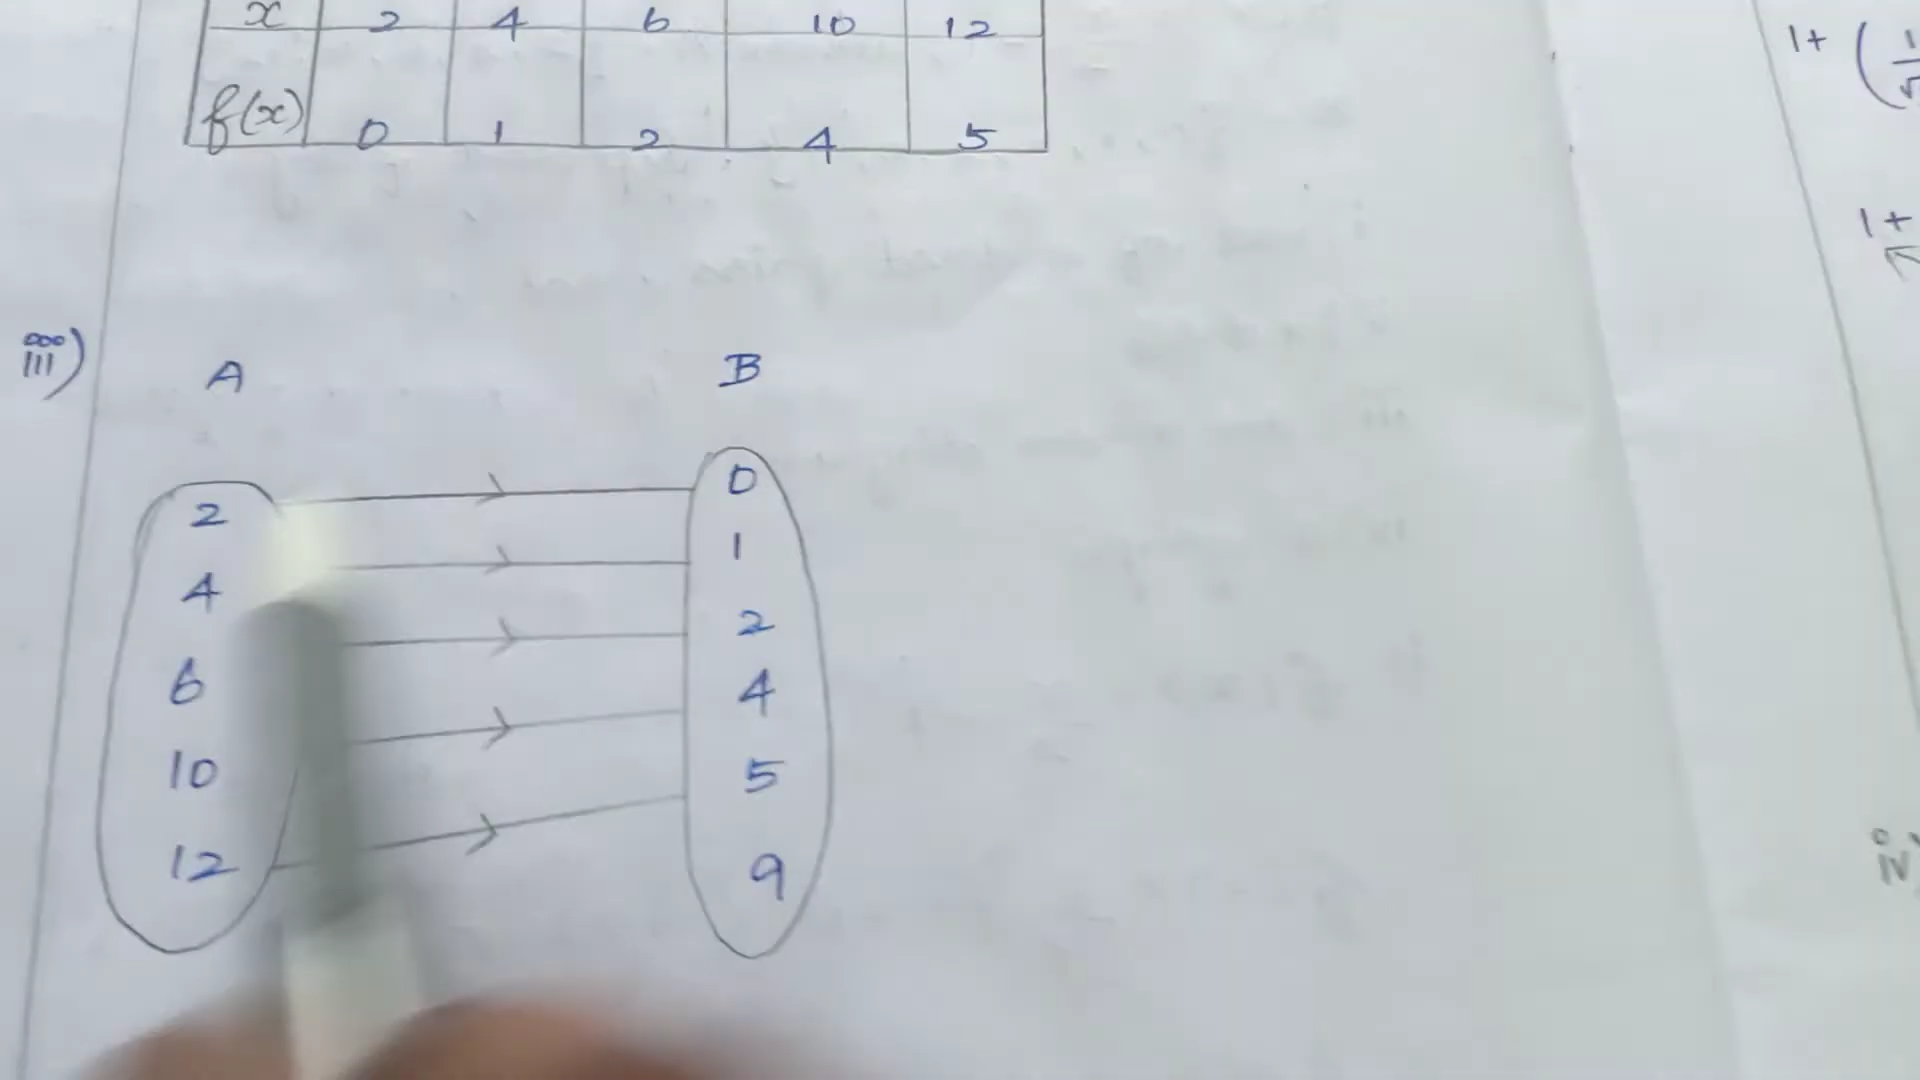 x 2 4 6 10 12
f(x) 0 1 2 4 5
iii) A B
2 0
4 1
6 2
10 4
12 5
9
1+
1+
iv